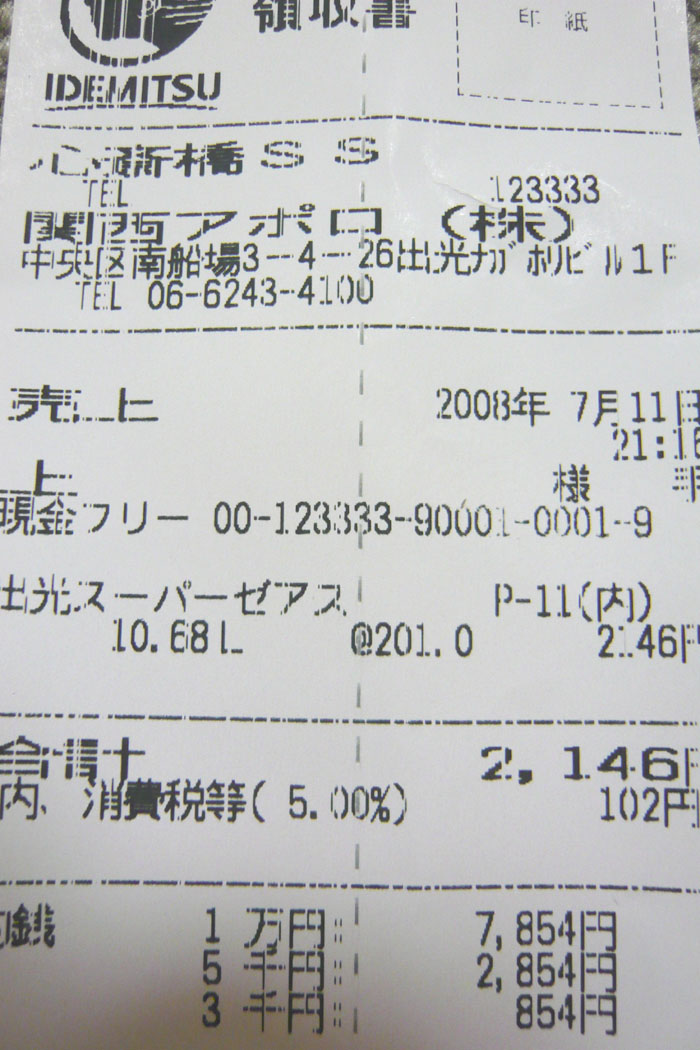 領収書
印 紙
IDEMITSU
心斎橋SS
TEL 123333
関西アポロ (株)
中央区南船場3-4-26出光ナガホリビル1F
TEL 06-6243-4100
売上 2008年 7月11日
21:16
上 様
現金フリー 00-123333-90001-0001-9
出光スーパーゼアス P-11(内)
10.68L @201.0 2146円
合計 2,146円
内、消費税等( 5.00%) 102円
釣銭 1万円: 7,854円
5千円: 2,854円
3千円: 854円